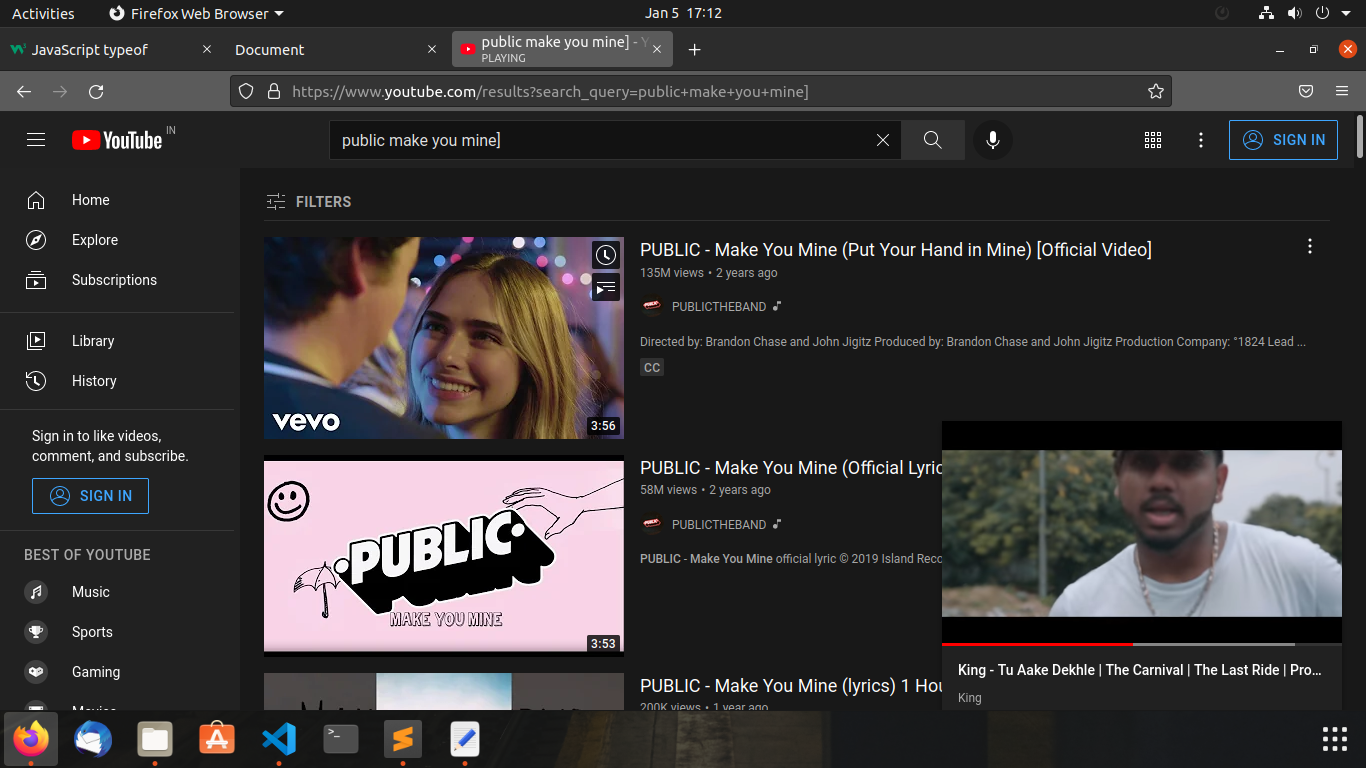 Activities
Firefox Web Browser
Jan 5 17:12
JavaScript typeof
Document
public make you mine] - Y
PLAYING
https://www.youtube.com/results?search_query=public+make+you+mine]
YouTube IN
public make you mine]
SIGN IN
Home
Explore
Subscriptions
Library
History
Sign in to like videos,
comment, and subscribe.
SIGN IN
BEST OF YOUTUBE
Music
Sports
Gaming
Movies
FILTERS
vevo
3:56
PUBLIC - Make You Mine (Put Your Hand in Mine) [Official Video]
135M views • 2 years ago
PUBLICTHEBAND
Directed by: Brandon Chase and John Jigitz Produced by: Brandon Chase and John Jigitz Production Company: °1824 Lead ...
CC
•PUBLIC•
MAKE YOU MINE
3:53
PUBLIC - Make You Mine (Official Lyric
58M views • 2 years ago
PUBLICTHEBAND
PUBLIC - Make You Mine official lyric © 2019 Island Reco
PUBLIC - Make You Mine (lyrics) 1 Hou
200K views • 1 year ago
King - Tu Aake Dekhle | The Carnival | The Last Ride | Pro...
King